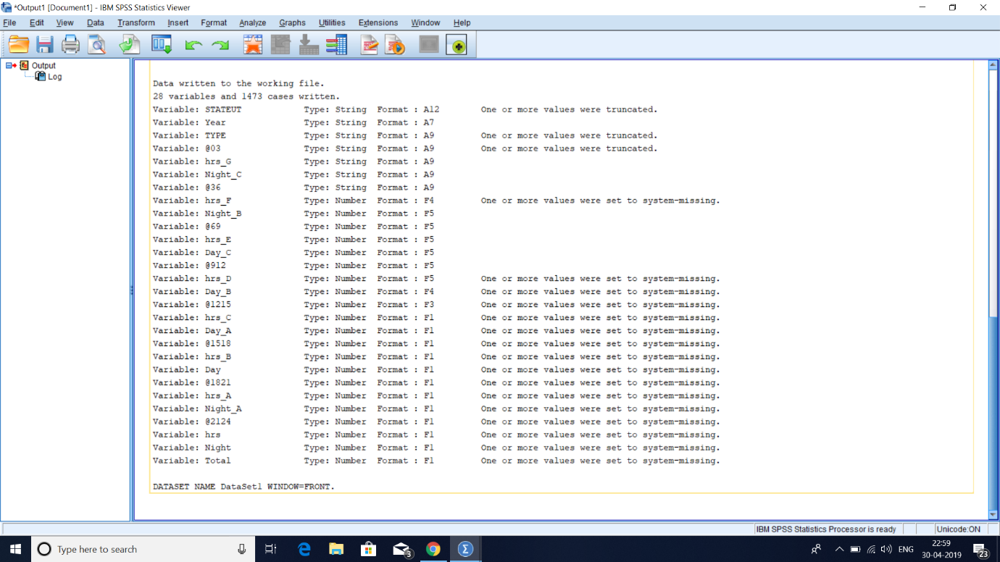 *Output1 [Document1] - IBM SPSS Statistics Viewer
File Edit View Data Transform Insert Format Analyze Graphs Utilities Extensions Window Help
Output
Log
Data written to the working file.
28 variables and 1473 cases written.
Variable: STATEUT Type: String Format : A12 One or more values were truncated.
Variable: Year Type: String Format : A7
Variable: TYPE Type: String Format : A9 One or more values were truncated.
Variable: @03 Type: String Format : A9 One or more values were truncated.
Variable: hrs_G Type: String Format : A9
Variable: Night_C Type: String Format : A9
Variable: @36 Type: String Format : A9
Variable: hrs_F Type: Number Format : F4 One or more values were set to system-missing.
Variable: Night_B Type: Number Format : F5
Variable: @69 Type: Number Format : F5
Variable: hrs_E Type: Number Format : F5
Variable: Day_C Type: Number Format : F5
Variable: @912 Type: Number Format : F5
Variable: hrs_D Type: Number Format : F5 One or more values were set to system-missing.
Variable: Day_B Type: Number Format : F4 One or more values were set to system-missing.
Variable: @1215 Type: Number Format : F3 One or more values were set to system-missing.
Variable: hrs_C Type: Number Format : F1 One or more values were set to system-missing.
Variable: Day_A Type: Number Format : F1 One or more values were set to system-missing.
Variable: @1518 Type: Number Format : F1 One or more values were set to system-missing.
Variable: hrs_B Type: Number Format : F1 One or more values were set to system-missing.
Variable: Day Type: Number Format : F1 One or more values were set to system-missing.
Variable: @1821 Type: Number Format : F1 One or more values were set to system-missing.
Variable: hrs_A Type: Number Format : F1 One or more values were set to system-missing.
Variable: Night_A Type: Number Format : F1 One or more values were set to system-missing.
Variable: @2124 Type: Number Format : F1 One or more values were set to system-missing.
Variable: hrs Type: Number Format : F1 One or more values were set to system-missing.
Variable: Night Type: Number Format : F1 One or more values were set to system-missing.
Variable: Total Type: Number Format : F1 One or more values were set to system-missing.
DATASET NAME DataSet1 WINDOW=FRONT.
IBM SPSS Statistics Processor is ready Unicode:ON
Type here to search
3
ENG
22:59
30-04-2019
23